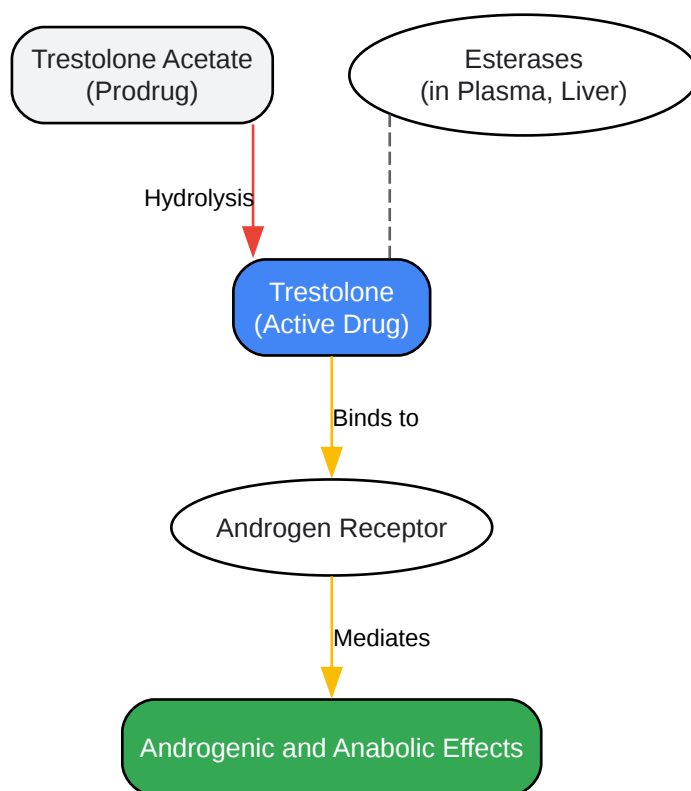 Trestolone Acetate
(Prodrug)
Esterases
(in Plasma, Liver)
Hydrolysis
Trestolone
(Active Drug)
Binds to
Androgen Receptor
Mediates
Androgenic and Anabolic Effects